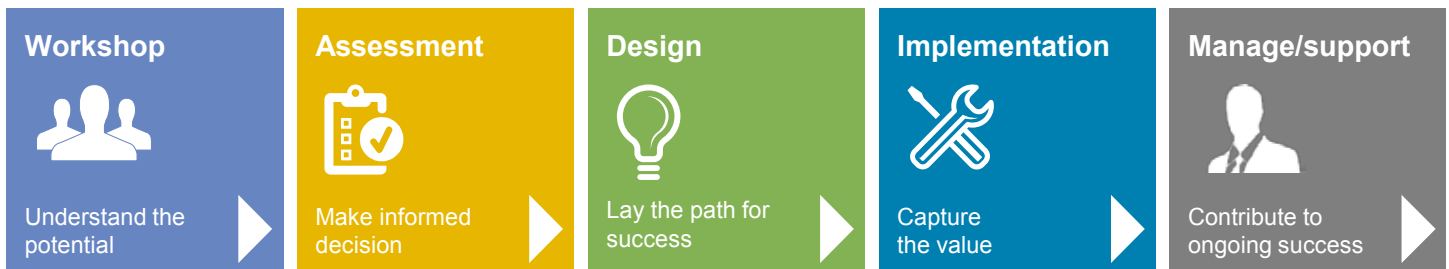 Workshop
Understand the
potential
Assessment
Make informed
decision
Design
Lay the path for
success
Implementation
Capture
the value
Manage/support
Contribute to
ongoing success